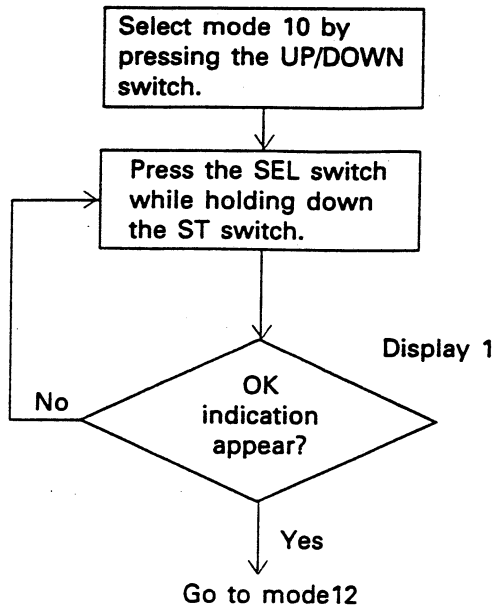 Select mode 10 by
pressing the UP/DOWN
switch.
Press the SEL switch
while holding down
the ST switch.
Display 1
OK
indication
appear?
No
Yes
Go to mode12